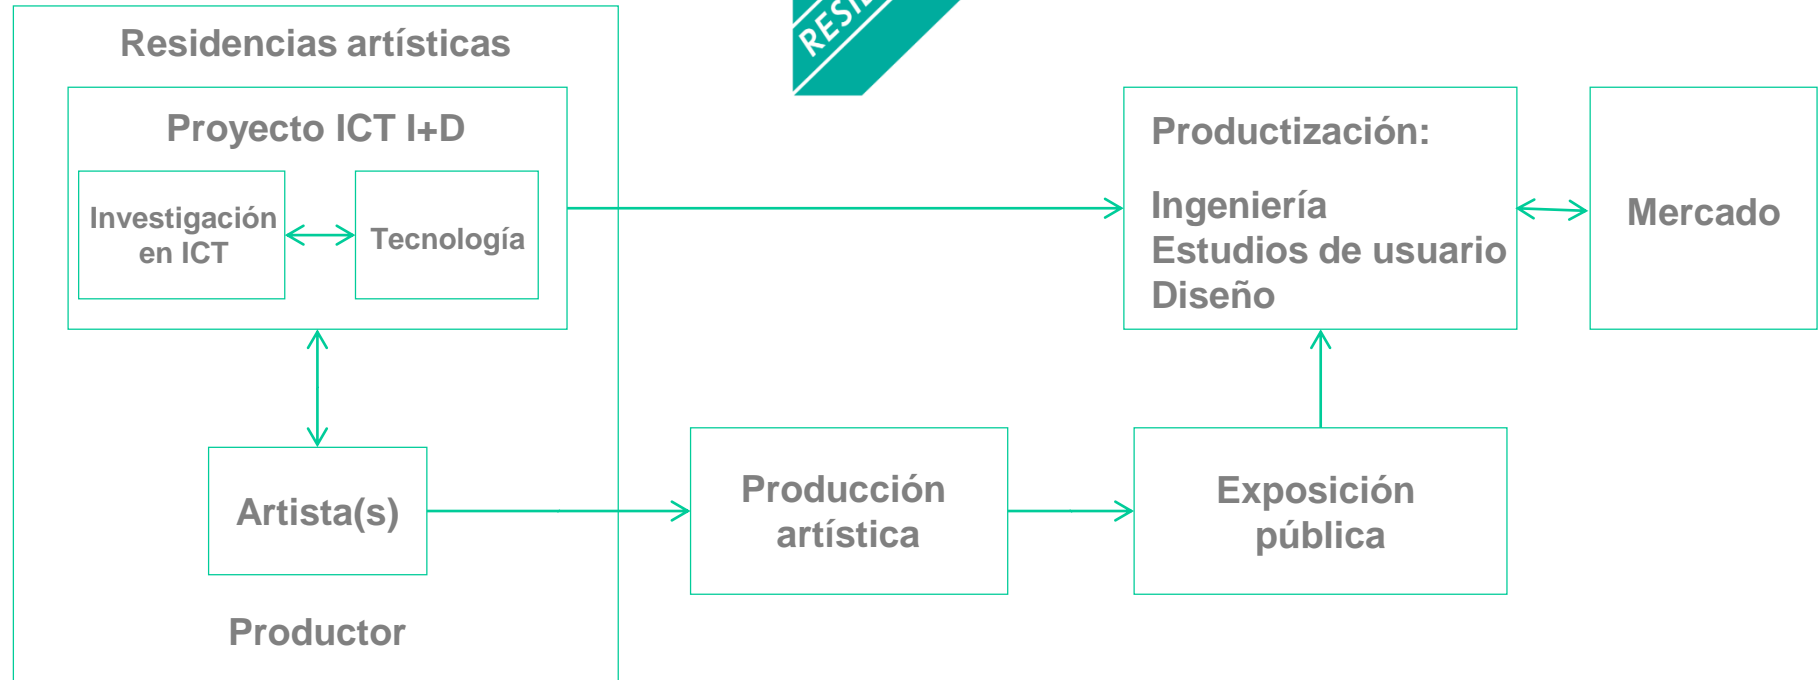 Residencias artísticas
Proyecto ICT I+D
Investigación
en ICT
Tecnología
Artista(s)
Productor
Producción
artística
Exposición
pública
Productización:
Ingeniería
Estudios de usuario
Diseño
Mercado